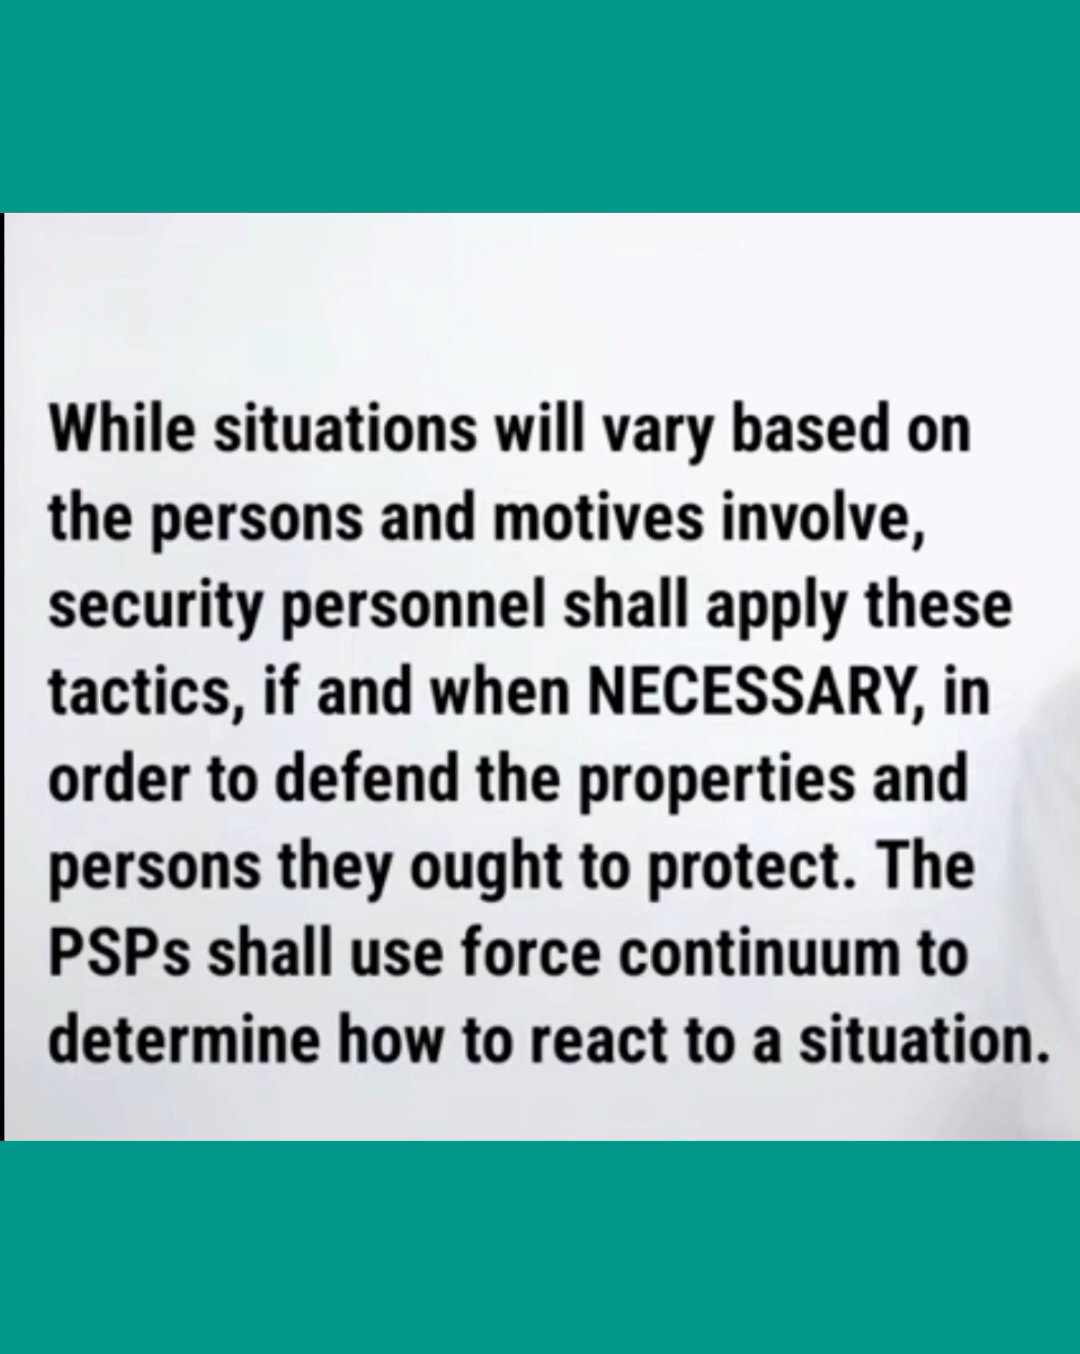 While situations will vary based on
the persons and motives involve,
security personnel shall apply these
tactics, if and when NECESSARY, in
order to defend the properties and
persons they ought to protect. The
PSPs shall use force continuum to
determine how to react to a situation.